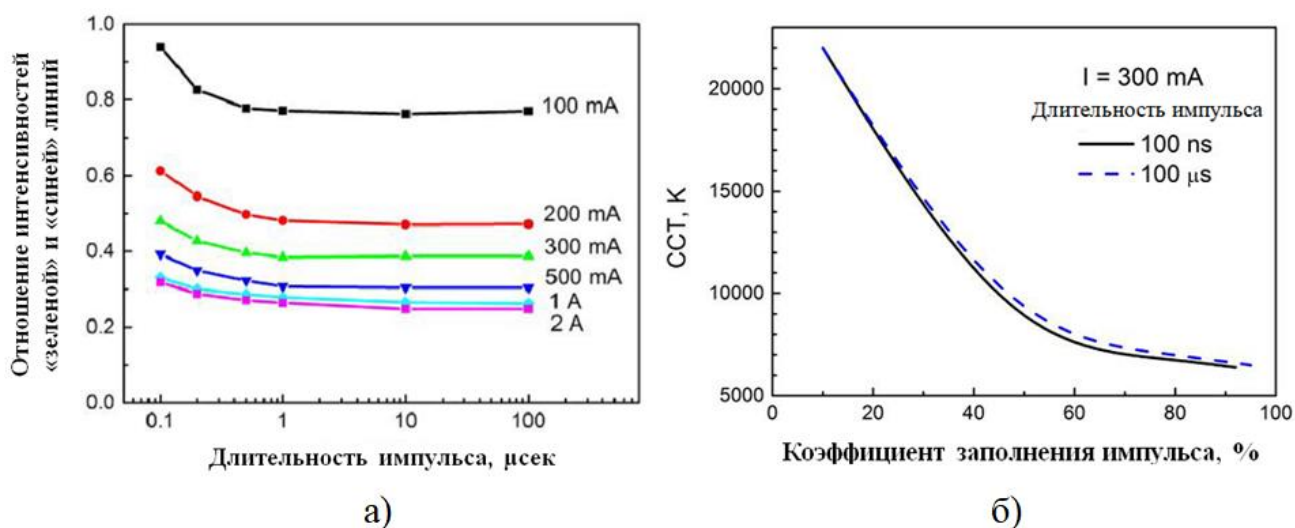 Отношение интенсивностей
«зеленой» и «синей» линий
1.0
0.8
0.6
0.4
0.2
0.0
100 mA
200 mA
300 mA
500 mA
1 A
2 A
0.1
1
10
100
Длительность импульса, μсек
а)
CCT, K
20000
15000
10000
5000
I = 300 mA
Длительность импульса
100 ns
100 μs
0
20
40
60
80
100
Коэффициент заполнения импульса, %
б)